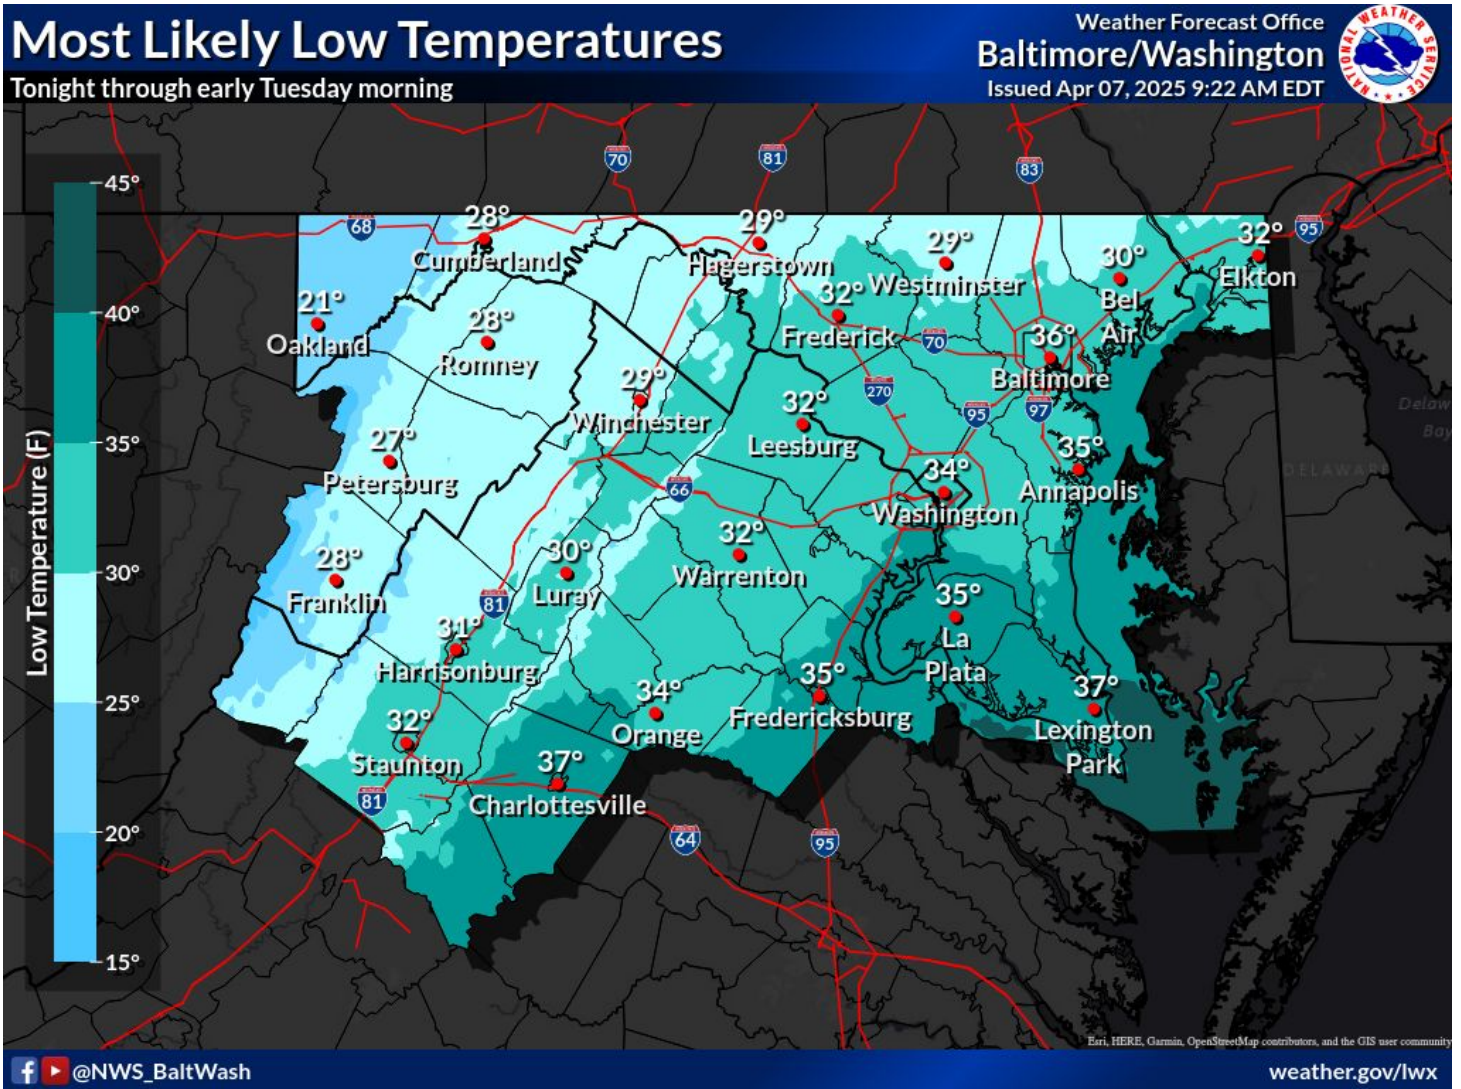 Most Likely Low Temperatures
Tonight through early Tuesday morning
Weather Forecast Office
Baltimore/Washington
Issued Apr 07, 2025 9:22 AM EDT
NATIONAL WEATHER SERVICE
70
81
83
95
68
45°
40°
35°
30°
25°
20°
15°
Low Temperature (F)
28°
Cumberland
29°
Hagerstown
29°
Westminster
30°
Bel
Air
32°
Elkton
21°
Oakland
28°
Romney
32°
Frederick
70
36°
Baltimore
29°
Winchester
32°
Leesburg
270
95
97
27°
Petersburg
66
34°
Washington
35°
Annapolis
DELAWARE
Delaw
Bay
28°
Franklin
30°
Luray
32°
Warrenton
81
31°
Harrisonburg
35°
La
Plata
34°
Orange
35°
Fredericksburg
37°
Lexington
Park
32°
Staunton
37°
Charlottesville
81
64
95
Esri, HERE, Garmin, OpenStreetMap contributors, and the GIS user community
@NWS_BaltWash
weather.gov/lwx